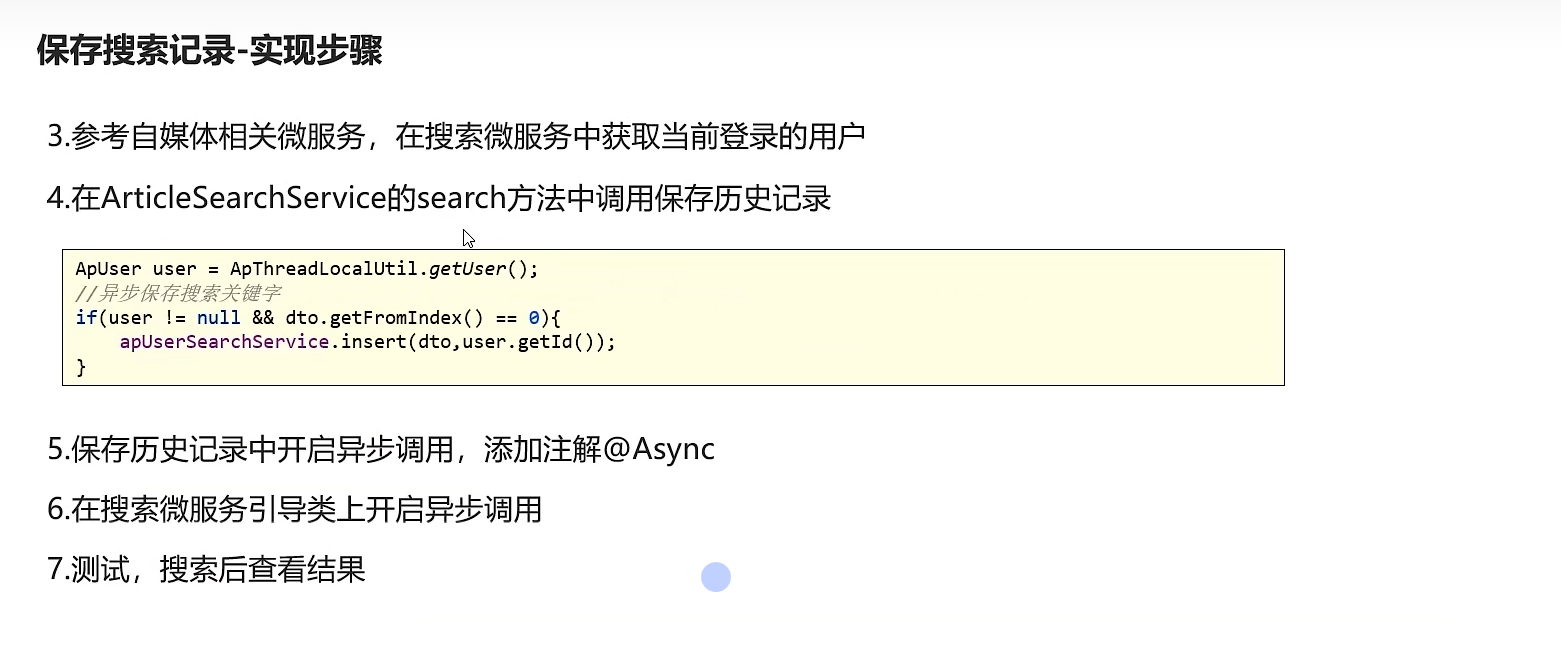 保存搜索记录-实现步骤
3.参考自媒体相关微服务，在搜索微服务中获取当前登录的用户
4.在ArticleSearchService的search方法中调用保存历史记录
ApUser user = ApThreadLocalUtil.getUser();
//异步保存搜索关键字
if(user != null && dto.getFromIndex() == 0){
    apUserSearchService.insert(dto,user.getId());
}
5.保存历史记录中开启异步调用，添加注解@Async
6.在搜索微服务引导类上开启异步调用
7.测试，搜索后查看结果